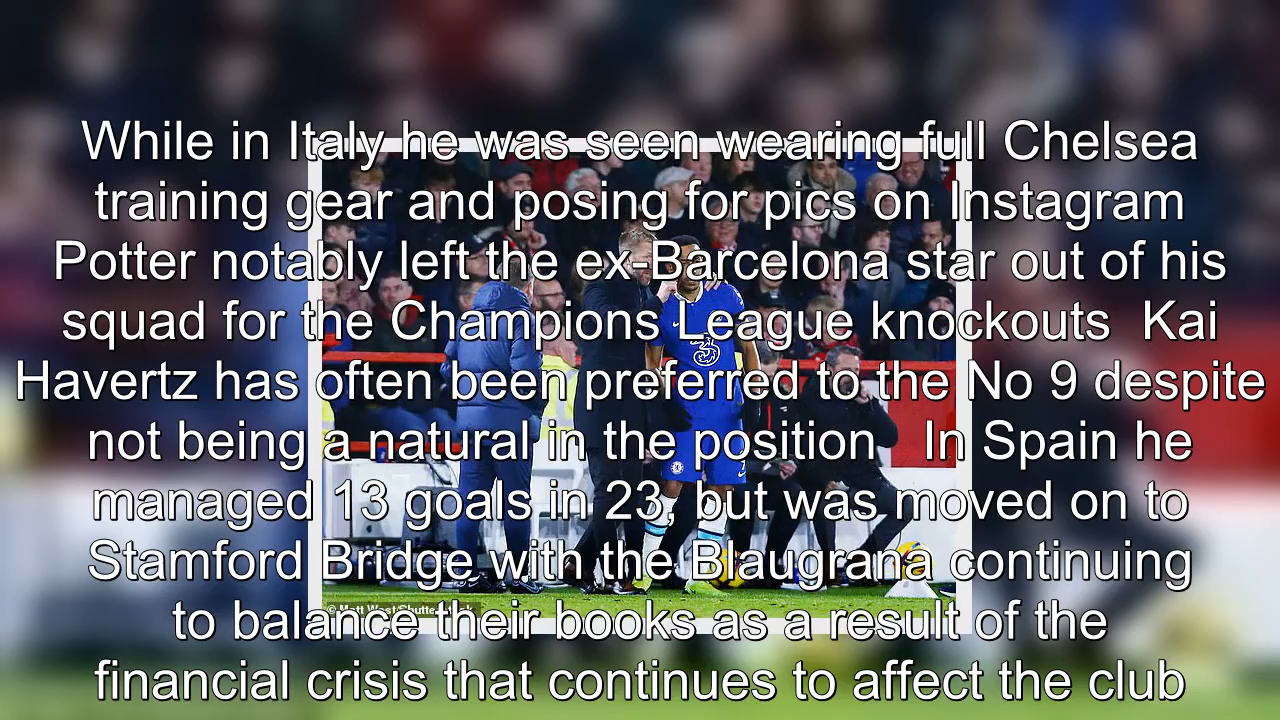 While in Italy he was seen wearing full Chelsea
training gear and posing for pics on Instagram
Potter notably left the ex-Barcelona star out of his
squad for the Champions League knockouts  Kai
Havertz has often been preferred to the No 9 despite
not being a natural in the position   In Spain he
managed 13 goals in 23, but was moved on to
Stamford Bridge with the Blaugrana continuing
to balance their books as a result of the
financial crisis that continues to affect the club
© Matt West/Shutterstock